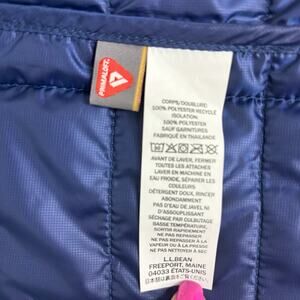 PRIMALOFT
CORPS/DOUBLURE
100% POLYESTER RECYCLE
ISOLATION
100% POLYESTER
SAUF GARNITURES
FABRIQUÉ EN THAÏLANDE
AVANT DE LAVER, FERMER
TOUTES LES ATTACHES
LAVER EN MACHINE EN
EAU FROIDE, SÉPARER LES
COULEURS
DÉTERGENT DOUX, RINCER
ABONDAMMENT
PAS D'EAU DE JAVEL NI
D'ASSOUPLISSANT
SÉCHAGE PAR CULBUTAGE
BASSE TEMPÉRATURE,
SORTIR RAPIDEMENT
NE PAS REPASSER
NE PAS REPASSER À LA
VAPEUR OU À LA PRESSE
NE PAS NETTOYER
À SEC
L.L.BEAN
FREEPORT, MAINE
04033 ÉTATS-UNIS